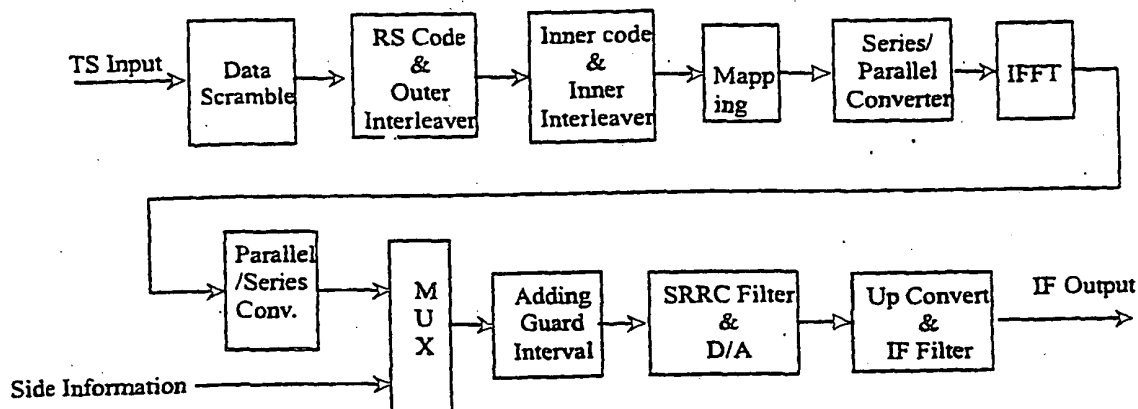 TS Input
Data
Scramble
RS Code
&
Outer
Interleaver
Inner code
&
Inner
Interleaver
Mapp
ing
Series/
Parallel
Converter
IFFT
Parallel
/Series
Conv.
M
U
X
Adding
Guard
Interval
SRRC Filter
&
D/A
Up Convert
&
IF Filter
IF Output
Side Information